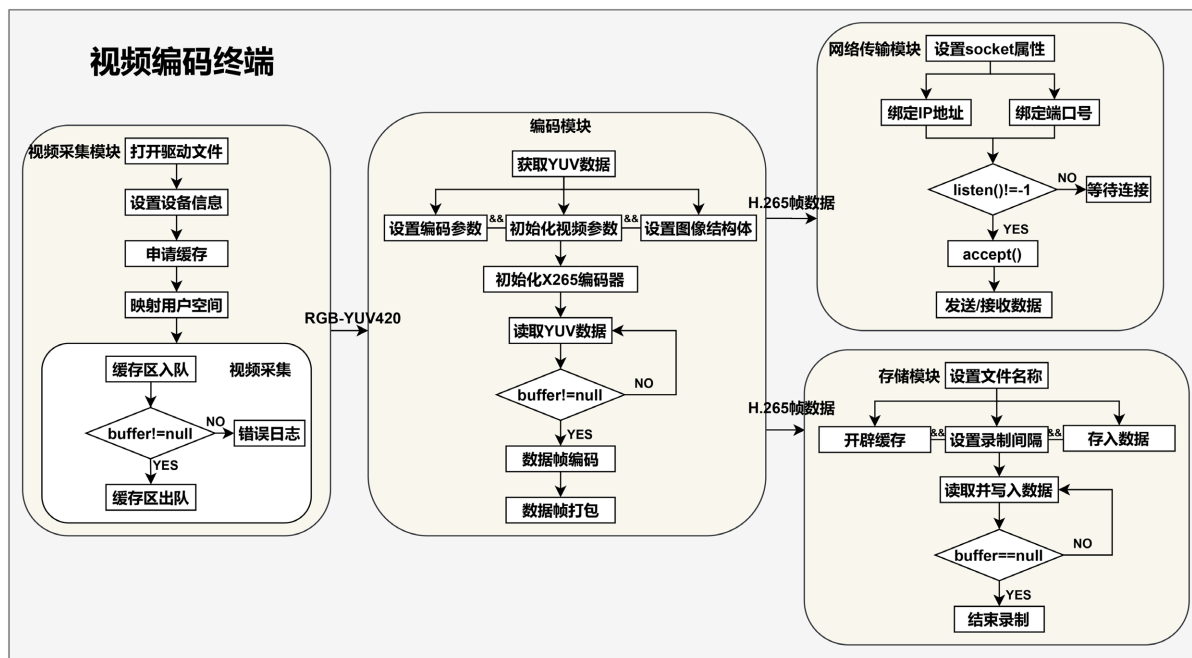 视频编码终端
视频采集模块
打开驱动文件
设置设备信息
申请缓存
映射用户空间
视频采集
缓存区入队
buffer!=null
NO
错误日志
YES
缓存区出队
RGB-YUV420
编码模块
获取YUV数据
设置编码参数
&&
初始化视频参数
&&
设置图像结构体
初始化X265编码器
读取YUV数据
buffer!=null
NO
YES
数据帧编码
数据帧打包
H.265帧数据
网络传输模块
设置socket属性
绑定IP地址
绑定端口号
listen()!=-1
NO
等待连接
YES
accept()
发送/接收数据
H.265帧数据
存储模块
设置文件名称
开辟缓存
&&
设置录制间隔
&&
存入数据
读取并写入数据
buffer==null
NO
YES
结束录制